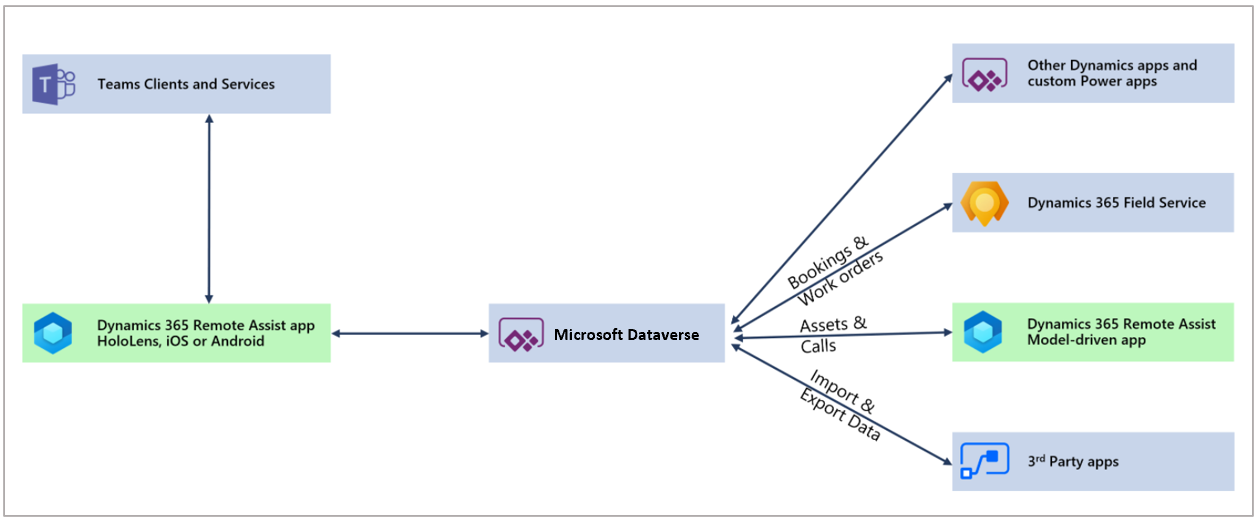 Teams Clients and Services
Other Dynamics apps and
custom Power apps
Dynamics 365 Field Service
Bookings &
Work orders
Dynamics 365 Remote Assist app
HoloLens, iOS or Android
Microsoft Dataverse
Assets &
Calls
Dynamics 365 Remote Assist
Model-driven app
Import &
Export Data
3rd Party apps